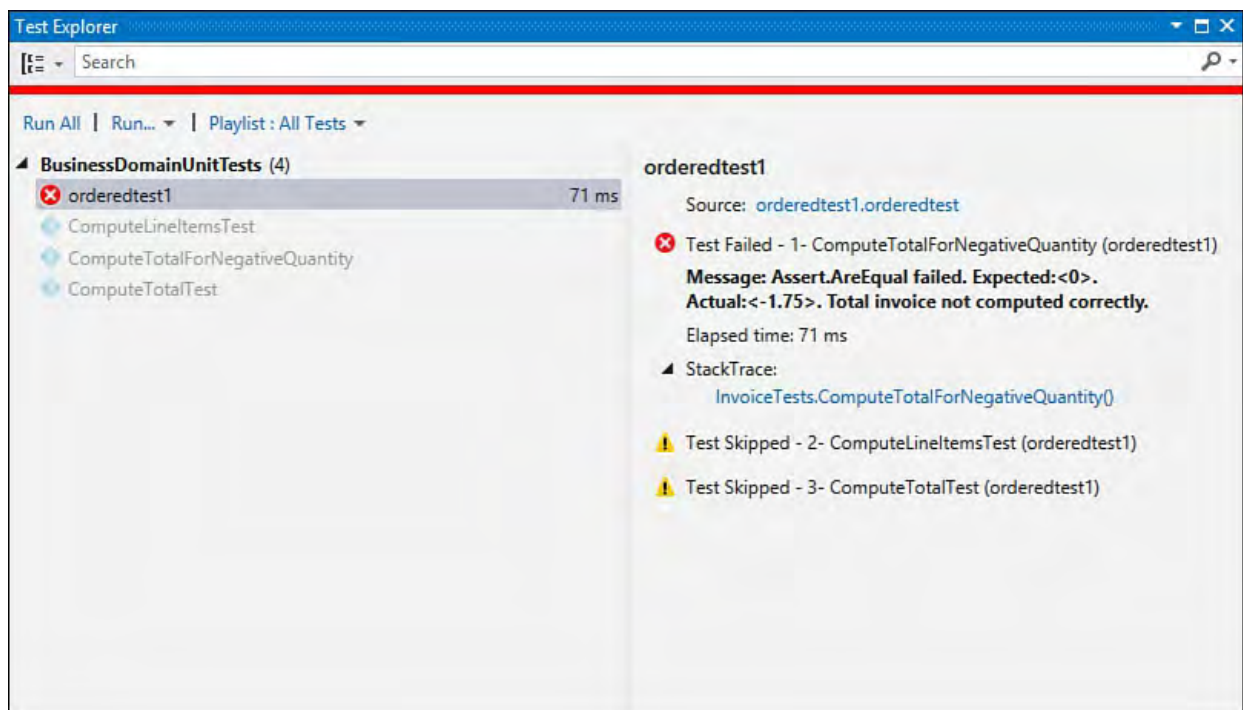 Test Explorer
Search
Run All | Run... | Playlist : All Tests
BusinessDomainUnitTests (4)
orderedtest1 71 ms
ComputeLineItemsTest
ComputeTotalForNegativeQuantity
ComputeTotalTest
orderedtest1
Source: orderedtest1.orderedtest
Test Failed - 1- ComputeTotalForNegativeQuantity (orderedtest1)
Message: Assert.AreEqual failed. Expected:<0>.
Actual:<-1.75>. Total invoice not computed correctly.
Elapsed time: 71 ms
StackTrace:
InvoiceTests.ComputeTotalForNegativeQuantity()
Test Skipped - 2- ComputeLineItemsTest (orderedtest1)
Test Skipped - 3- ComputeTotalTest (orderedtest1)